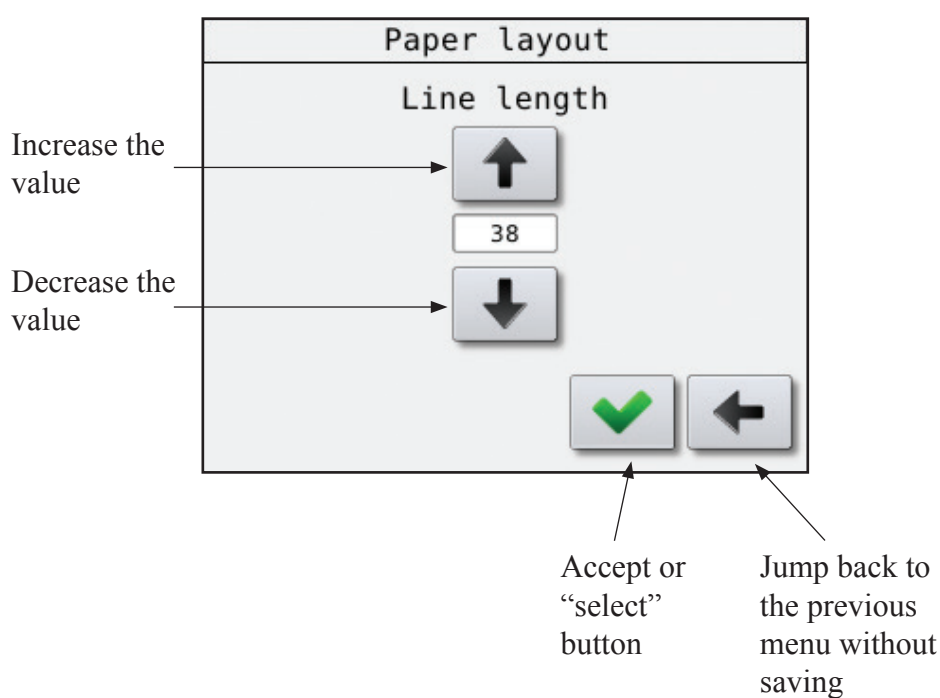 Paper layout
Line length
Increase the
value
38
Decrease the
value
Accept or
“select”
button
Jump back to
the previous
menu without
saving